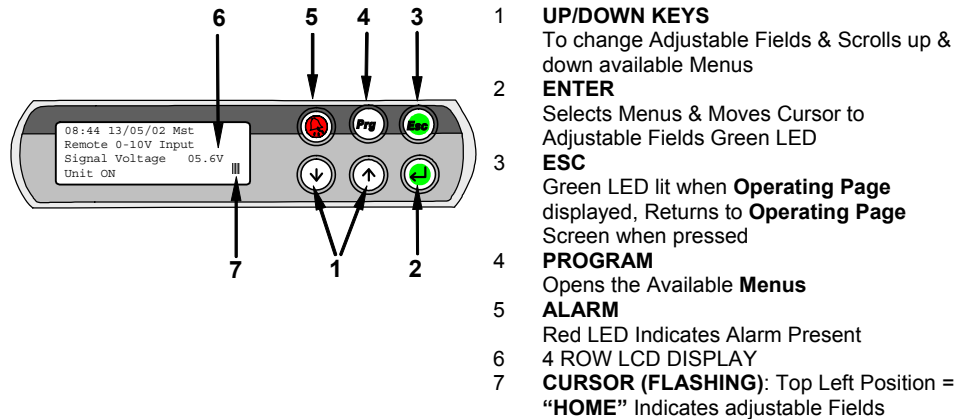 6 5 4 3
08:44 13/05/02 Mst
Remote 0-10V Input
Signal Voltage 05.6V
Unit ON
Prg
Esc
7 1 2
1 UP/DOWN KEYS
To change Adjustable Fields & Scrolls up &
down available Menus
2 ENTER
Selects Menus & Moves Cursor to
Adjustable Fields Green LED
3 ESC
Green LED lit when Operating Page
displayed, Returns to Operating Page
Screen when pressed
4 PROGRAM
Opens the Available Menus
5 ALARM
Red LED Indicates Alarm Present
6 4 ROW LCD DISPLAY
7 CURSOR (FLASHING): Top Left Position =
“HOME” Indicates adjustable Fields